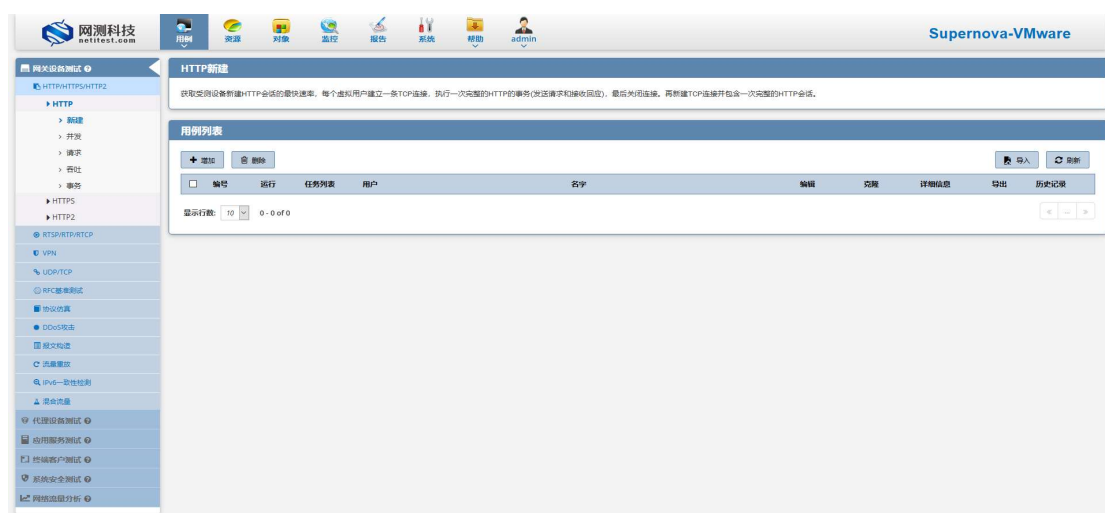 网测科技
netitest.com
用例
资源
对象
监控
报告
系统
帮助
admin
Supernova-VMware
网关设备测试
HTTP/HTTPS/HTTP2
HTTP
新建
并发
请求
吞吐
事务
HTTPS
HTTP2
RTSP/RTP/RTCP
VPN
UDP/TCP
RFC基准测试
协议仿真
DDoS攻击
报文构造
流量重放
IPv6一致性检测
混合流量
代理设备测试
应用服务测试
终端客户测试
系统安全测试
网络流量分析
HTTP新建
获取受测设备新建HTTP会话的最快速率，每个虚拟用户建立一条TCP连接，执行一次完整的HTTP的事务(发送请求和接收回应)，最后关闭连接。再新建TCP连接并包含一次完整的HTTP会话。
用例列表
增加 删除 导入 刷新
编号 运行 任务列表 用户 名字 编辑 克隆 详细信息 导出 历史记录
显示行数: 10 0 - 0 of 0